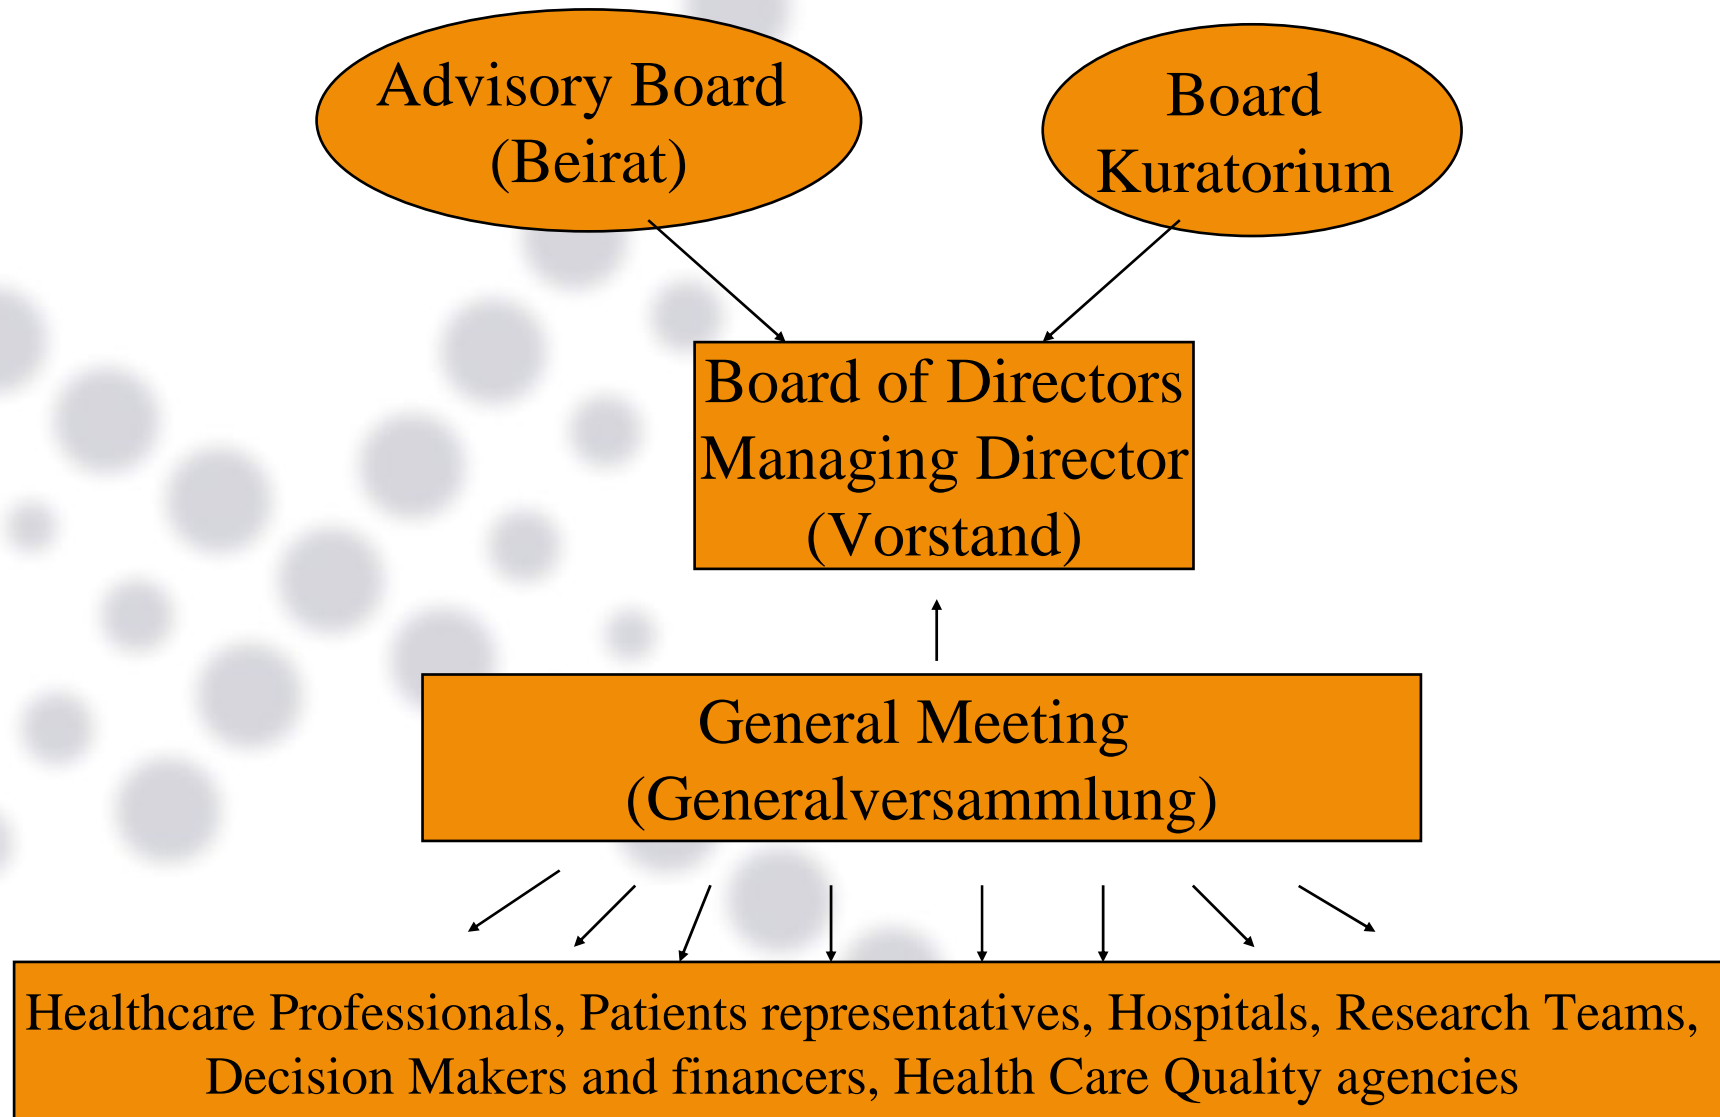 Advisory Board
(Beirat)
Board
Kuratorium
Board of Directors
Managing Director
(Vorstand)
General Meeting
(Generalversammlung)
Healthcare Professionals, Patients representatives, Hospitals, Research Teams,
Decision Makers and financers, Health Care Quality agencies